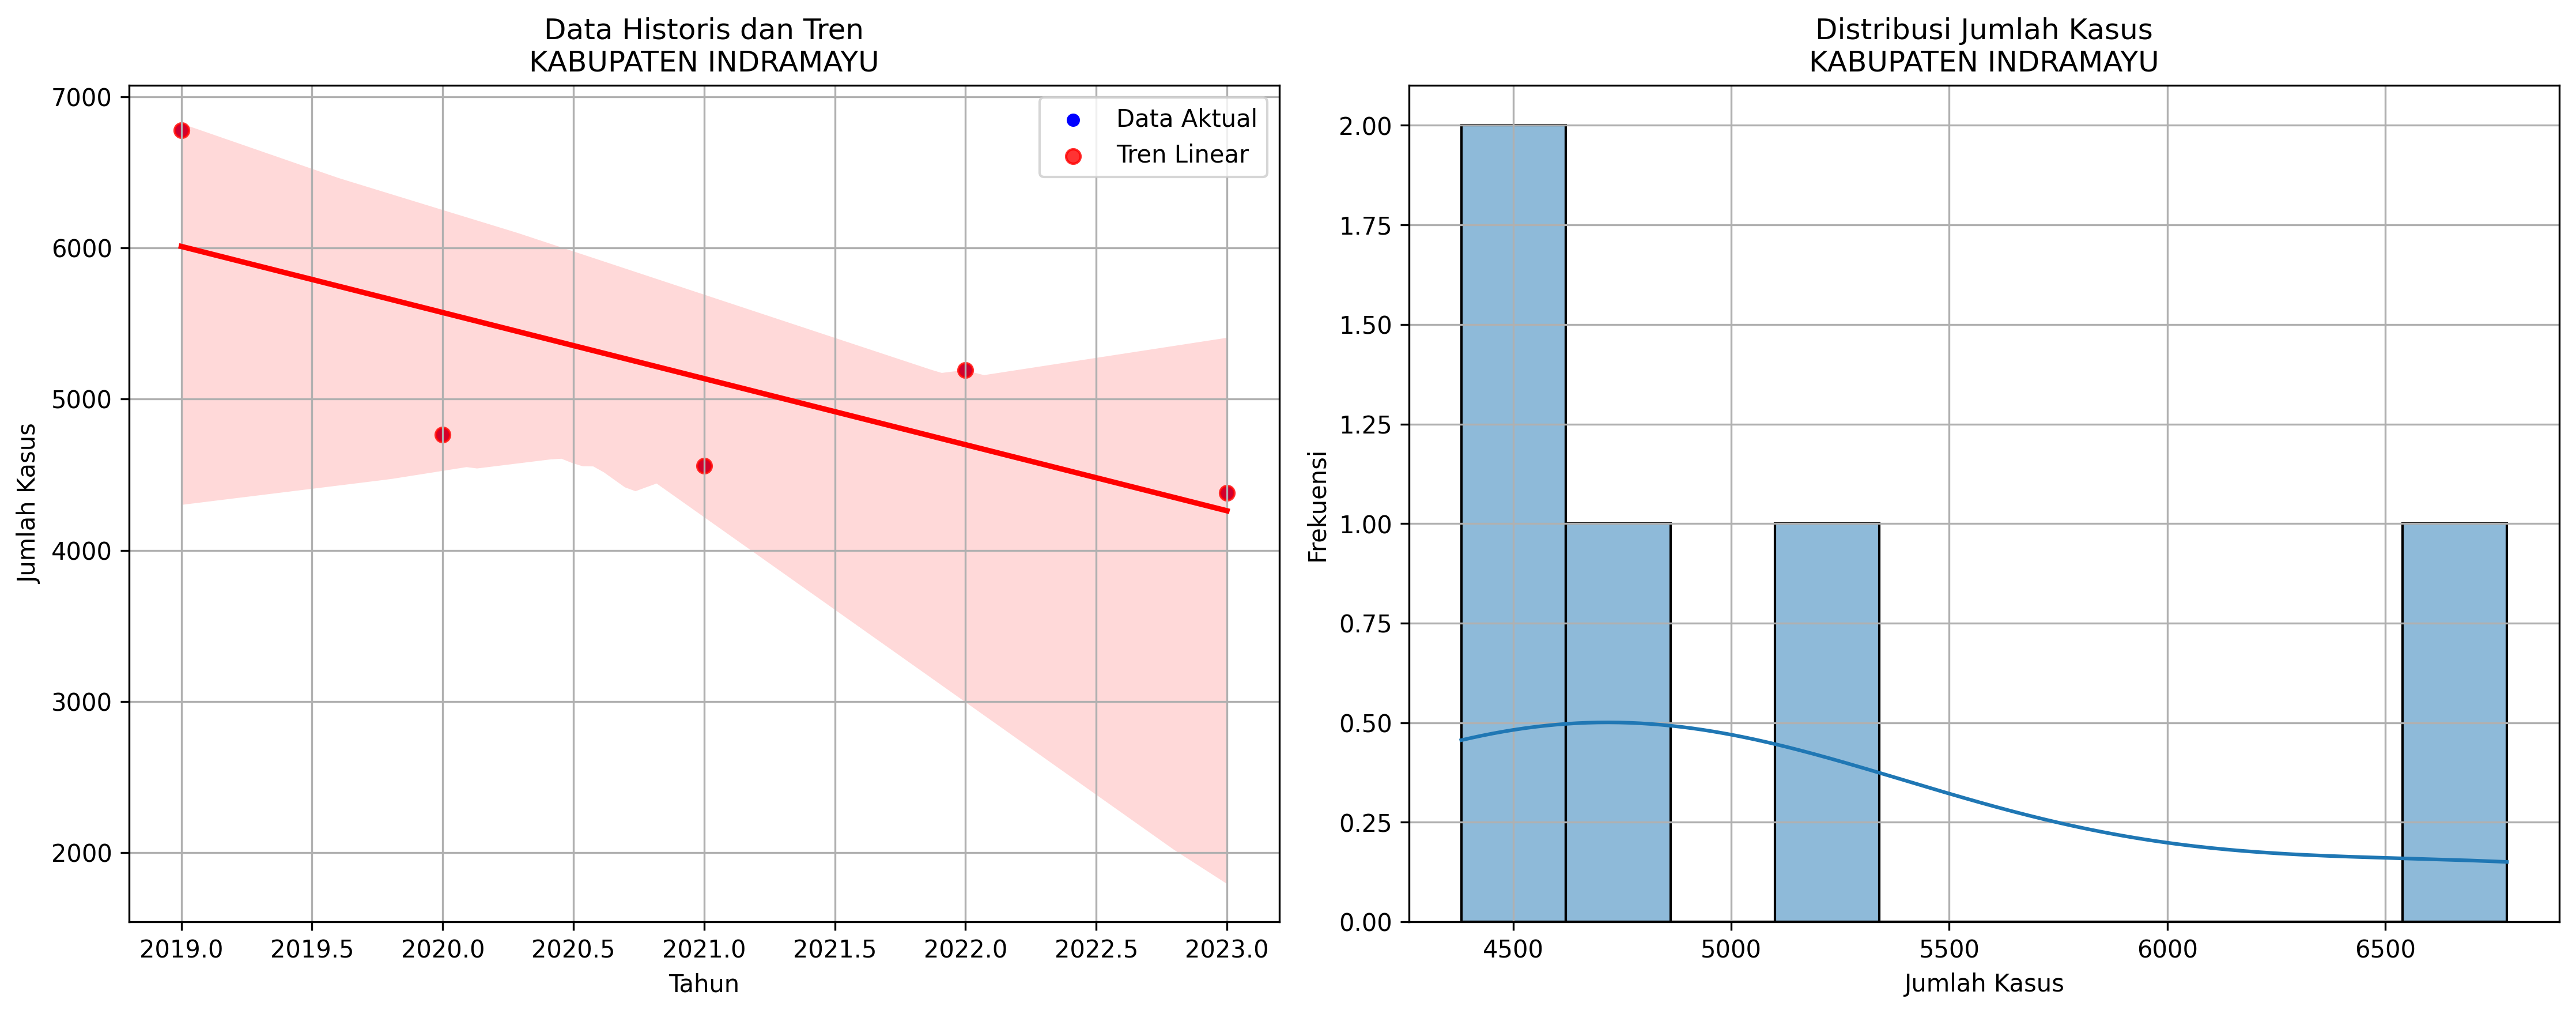 Data Historis dan Tren
KABUPATEN INDRAMAYU
7000
6000
5000
4000
3000
2000
Jumlah Kasus
Data Aktual
Tren Linear
2019.0 2019.5 2020.0 2020.5 2021.0 2021.5 2022.0 2022.5 2023.0
Tahun
Distribusi Jumlah Kasus
KABUPATEN INDRAMAYU
2.00
1.75
1.50
1.25
1.00
0.75
0.50
0.25
0.00
Frekuensi
4500 5000 5500 6000 6500
Jumlah Kasus